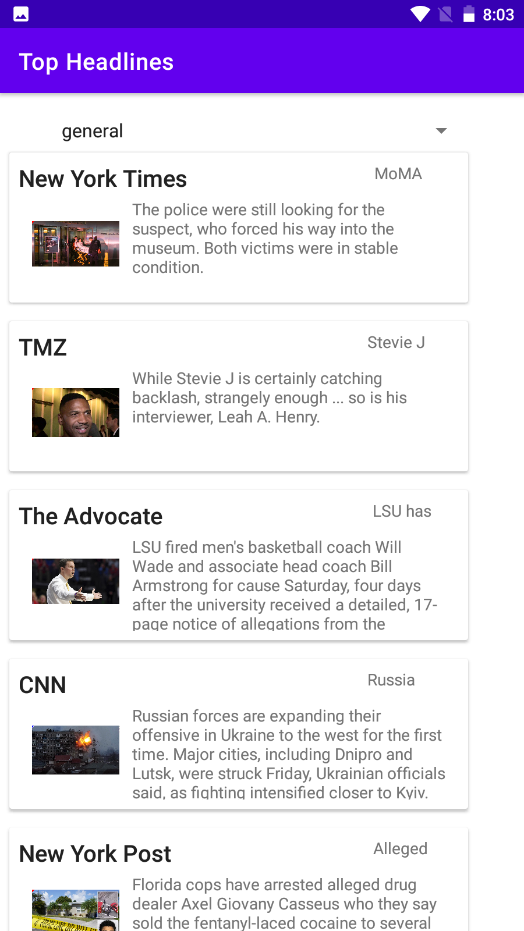 8:03
Top Headlines
general
New York Times
MoMA
The police were still looking for the
suspect, who forced his way into the
museum. Both victims were in stable
condition.
TMZ
Stevie J
While Stevie J is certainly catching
backlash, strangely enough ... so is his
interviewer, Leah A. Henry.
The Advocate
LSU has
LSU fired men's basketball coach Will
Wade and associate head coach Bill
Armstrong for cause Saturday, four days
after the university received a detailed, 17-
page notice of allegations from the
CNN
Russia
Russian forces are expanding their
offensive in Ukraine to the west for the first
time. Major cities, including Dnipro and
Lutsk, were struck Friday, Ukrainian officials
said, as fighting intensified closer to Kyiv.
New York Post
Alleged
Florida cops have arrested alleged drug
dealer Axel Giovany Casseus who they say
sold the fentanyl-laced cocaine to several